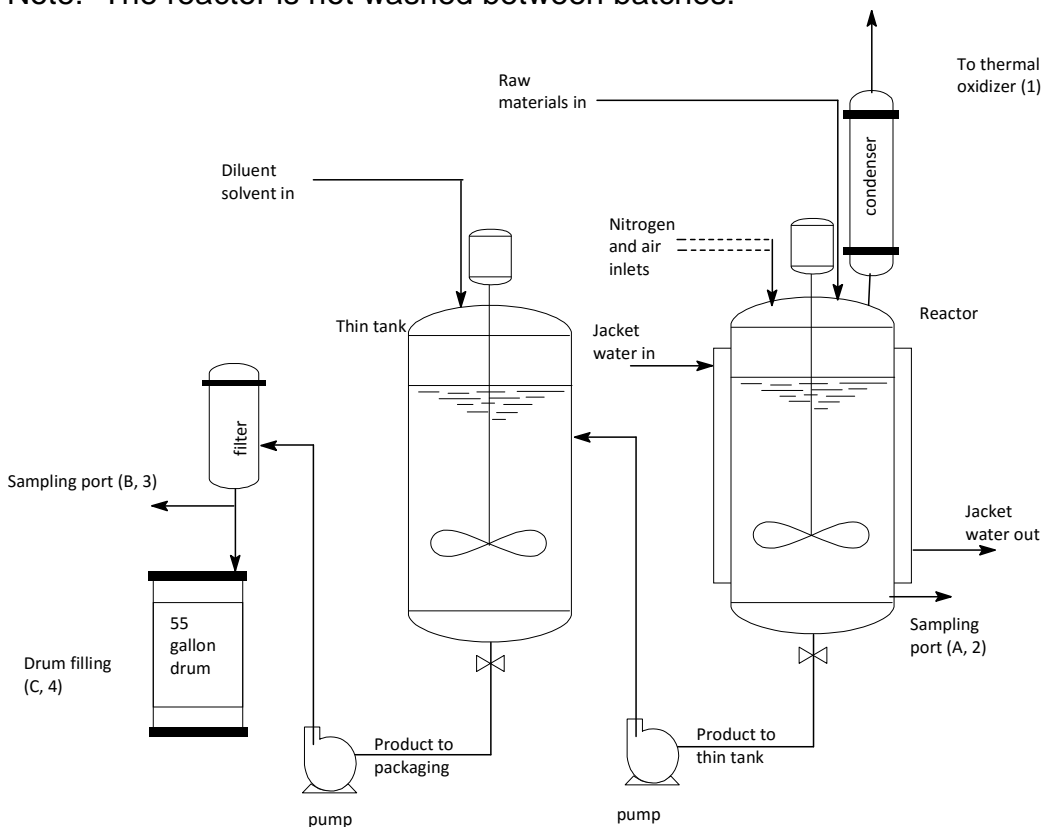 Note: The reactor is not washed between batches.
To thermal
oxidizer (1)
Raw
materials in
condenser
Diluent
solvent in
Nitrogen
and air
inlets
Reactor
Thin tank
Jacket
water in
filter
Sampling port (B, 3)
Jacket
water out
55
gallon
drum
Sampling
port (A, 2)
Drum filling
(C, 4)
Product to
packaging
Product to
thin tank
pump
pump